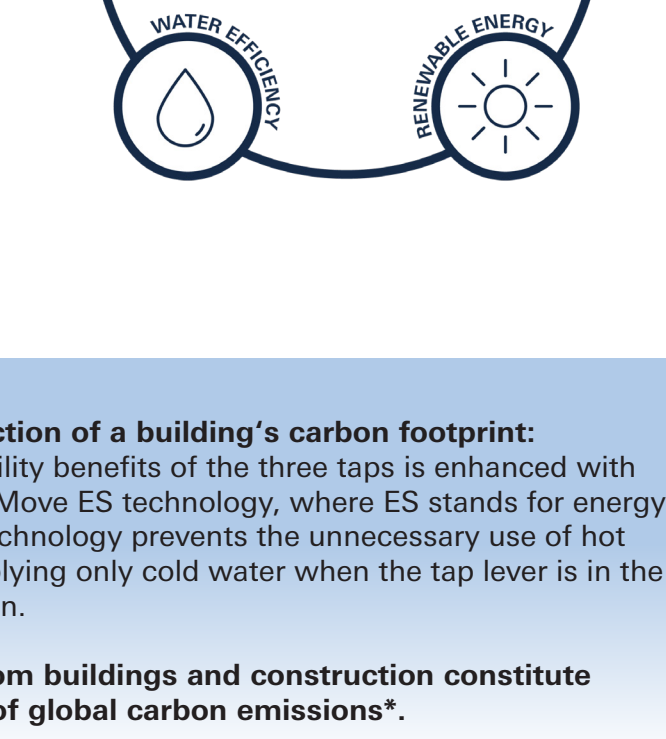 WATER EFFICIENCY
RENEWABLE ENERGY
ction of a building‘s carbon footprint:
ility benefits of the three taps is enhanced with
Move ES technology, where ES stands for energy
chnology prevents the unnecessary use of hot
plying only cold water when the tap lever is in the
n.
om buildings and construction constitute
of global carbon emissions*.